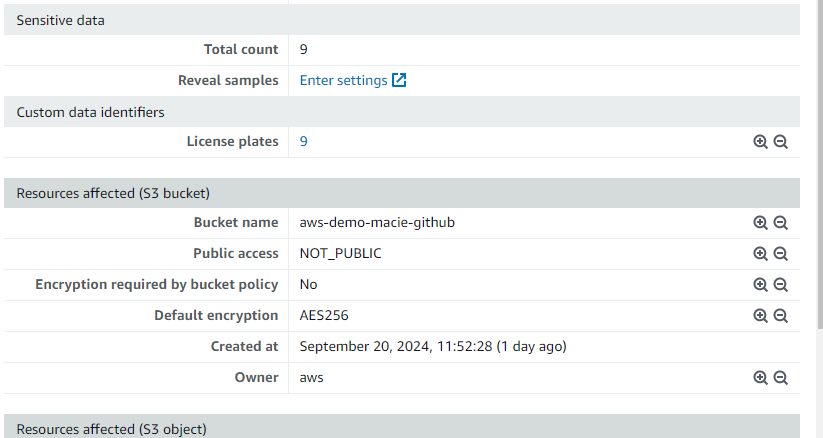 Sensitive data
Total count 9
Reveal samples Enter settings
Custom data identifiers
License plates 9
Resources affected (S3 bucket)
Bucket name aws-demo-macie-github
Public access NOT_PUBLIC
Encryption required by bucket policy No
Default encryption AES256
Created at September 20, 2024, 11:52:28 (1 day ago)
Owner aws
Resources affected (S3 object)